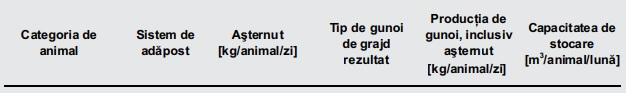 Categoria de
animal
Sistem de
adăpost
Aşternut
[kg/animal/zi]
Tip de gunoi
de grajd
rezultat
Producţia de
gunoi, inclusiv
aşternut
[kg/animal/zi]
Capacitatea de
stocare
[m³/animal/lună]